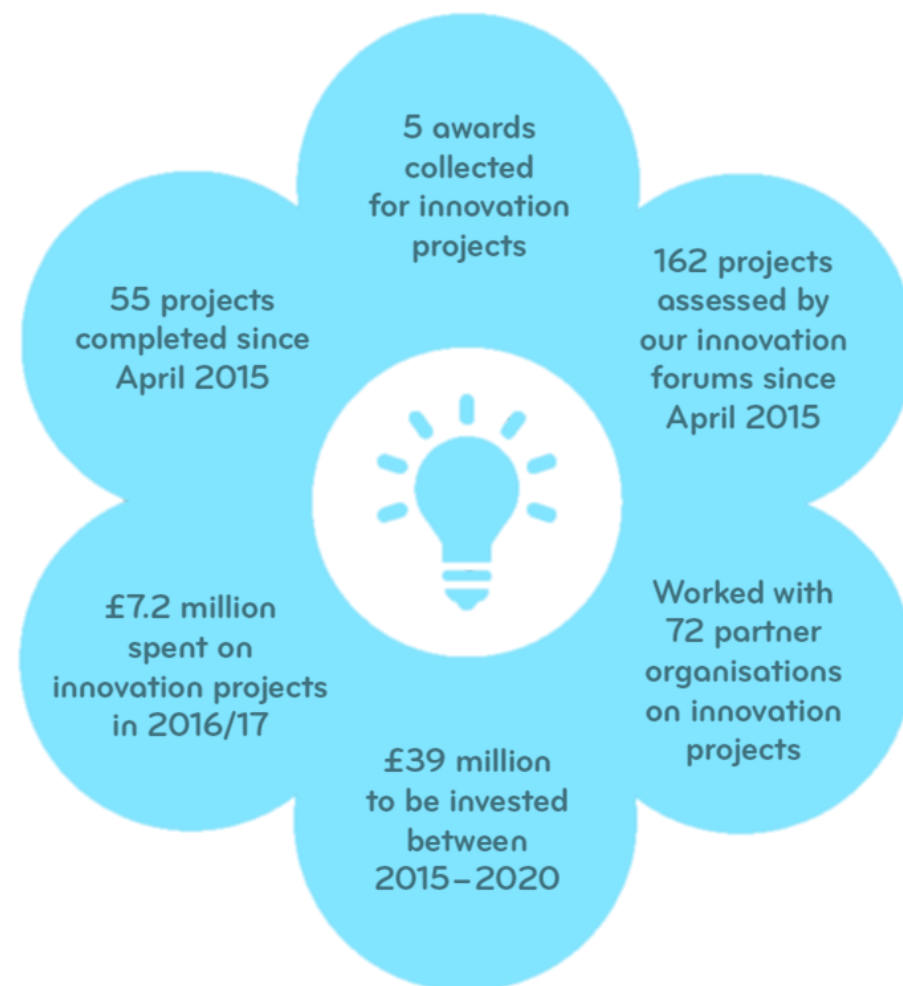 5 awards
collected
for innovation
projects
162 projects
assessed by
our innovation
forums since
April 2015
Worked with
72 partner
organisations
on innovation
projects
£39 million
to be invested
between
2015–2020
£7.2 million
spent on
innovation projects
in 2016/17
55 projects
completed since
April 2015